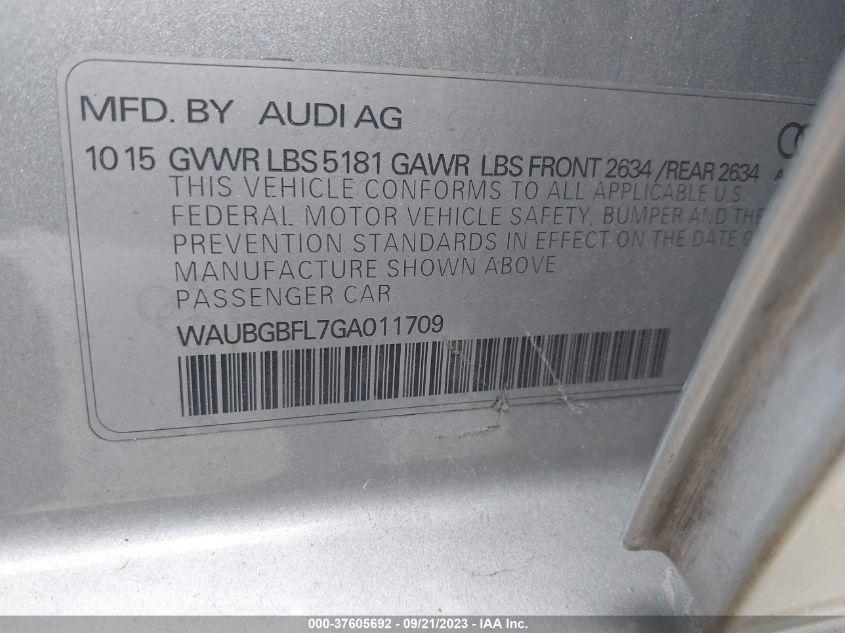 MFD. BY AUDI AG
10 15 GVWR LBS 5181 GAWR LBS FRONT 2634 /REAR 2634
THIS VEHICLE CONFORMS TO ALL APPLICABLE U.S.
FEDERAL MOTOR VEHICLE SAFETY, BUMPER AND THE
PREVENTION STANDARDS IN EFFECT ON THE DATE O
MANUFACTURE SHOWN ABOVE
PASSENGER CAR
WAUBGBFL7GA011709
000-37605692 - 09/21/2023 - IAA Inc.